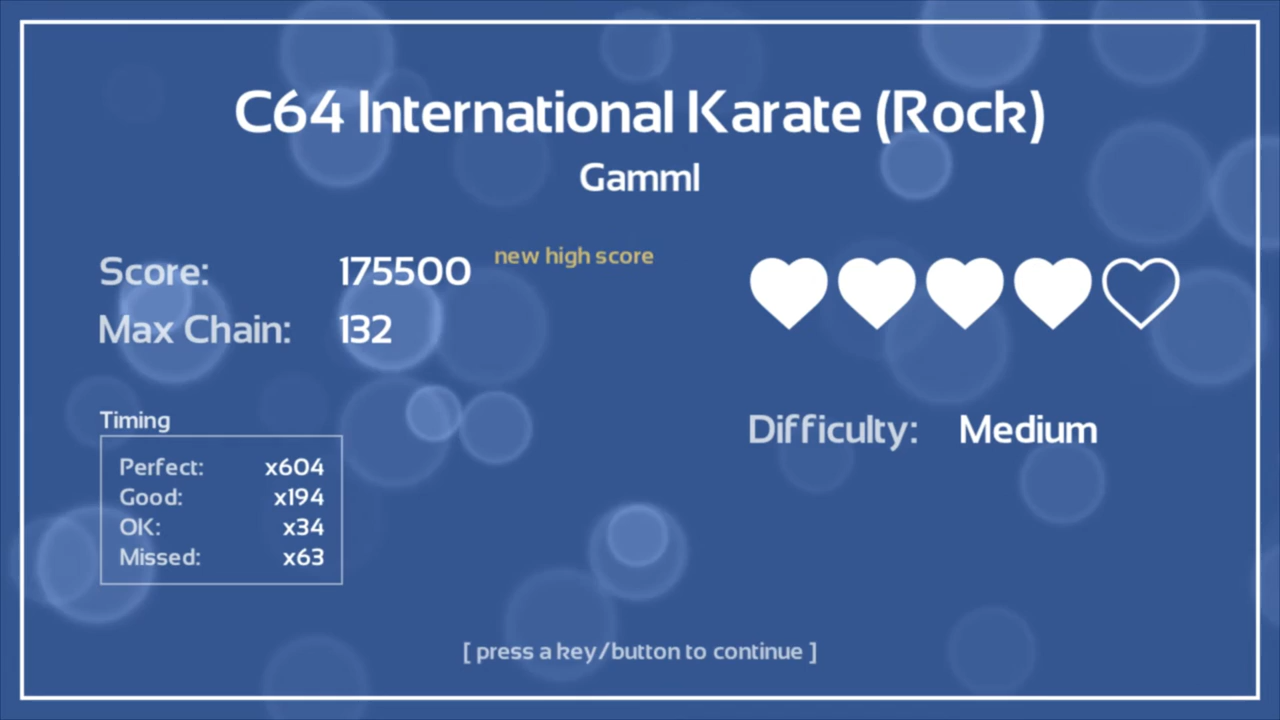 C64 International Karate (Rock)
Gamml
Score: 175500 new high score
Max Chain: 132
Timing
Perfect: x604
Good: x194
OK: x34
Missed: x63
Difficulty: Medium
[ press a key/button to continue ]